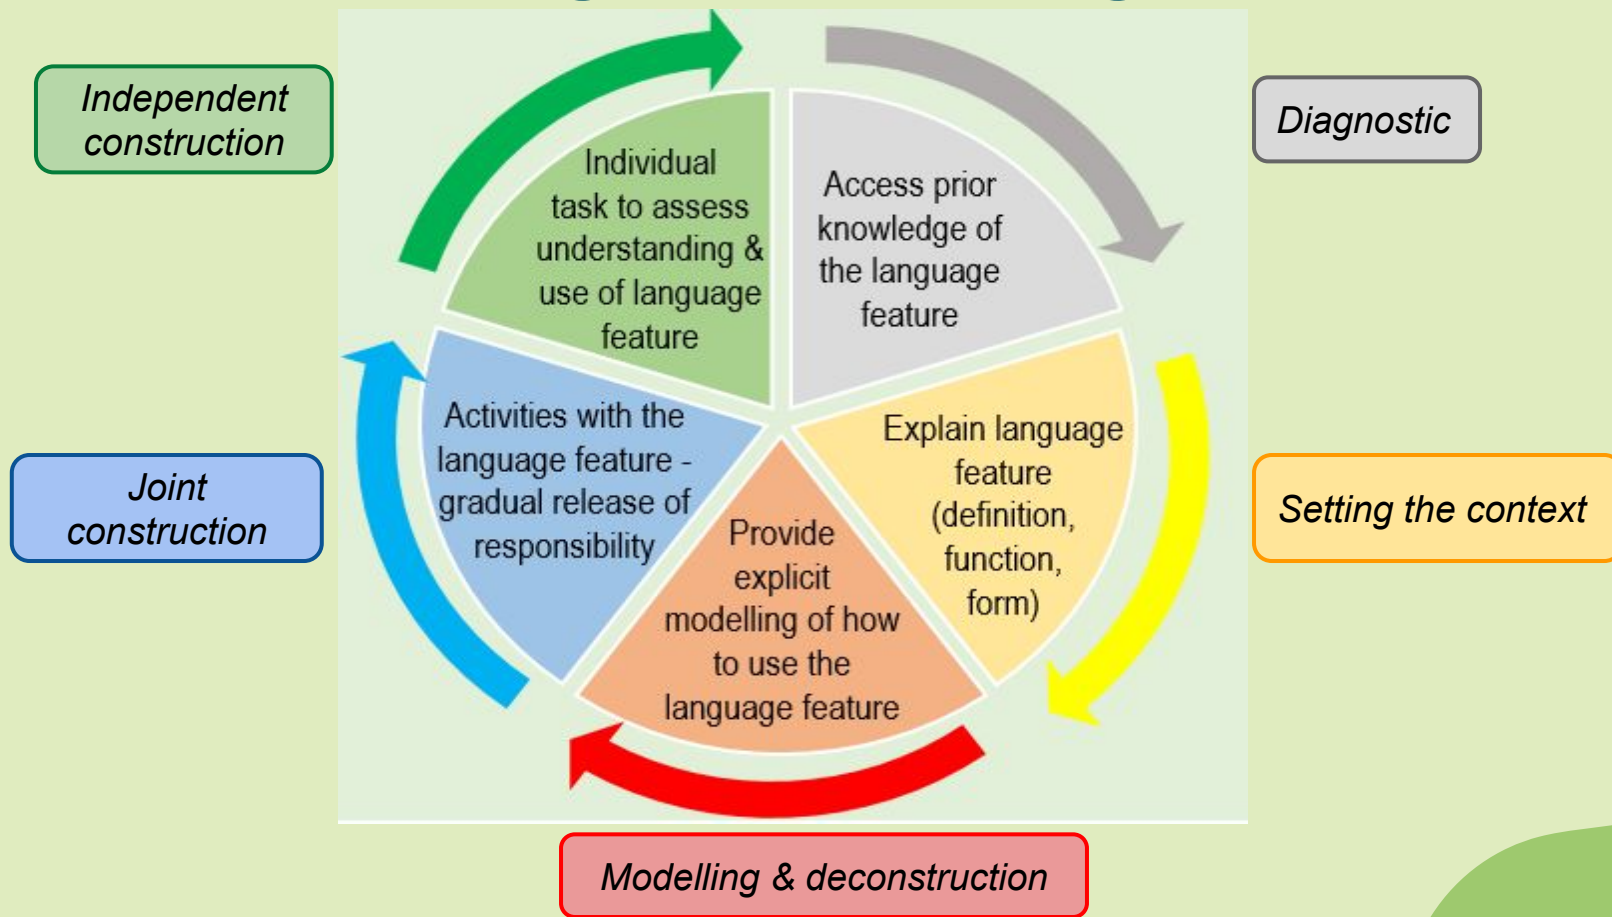 Independent
construction
Diagnostic
Individual
task to assess
understanding &
use of language
feature
Access prior
knowledge of
the language
feature
Activities with the
language feature -
gradual release of
responsibility
Explain language
feature
(definition,
function,
form)
Provide
explicit
modelling of how
to use the
language feature
Joint
construction
Setting the context
Modelling & deconstruction